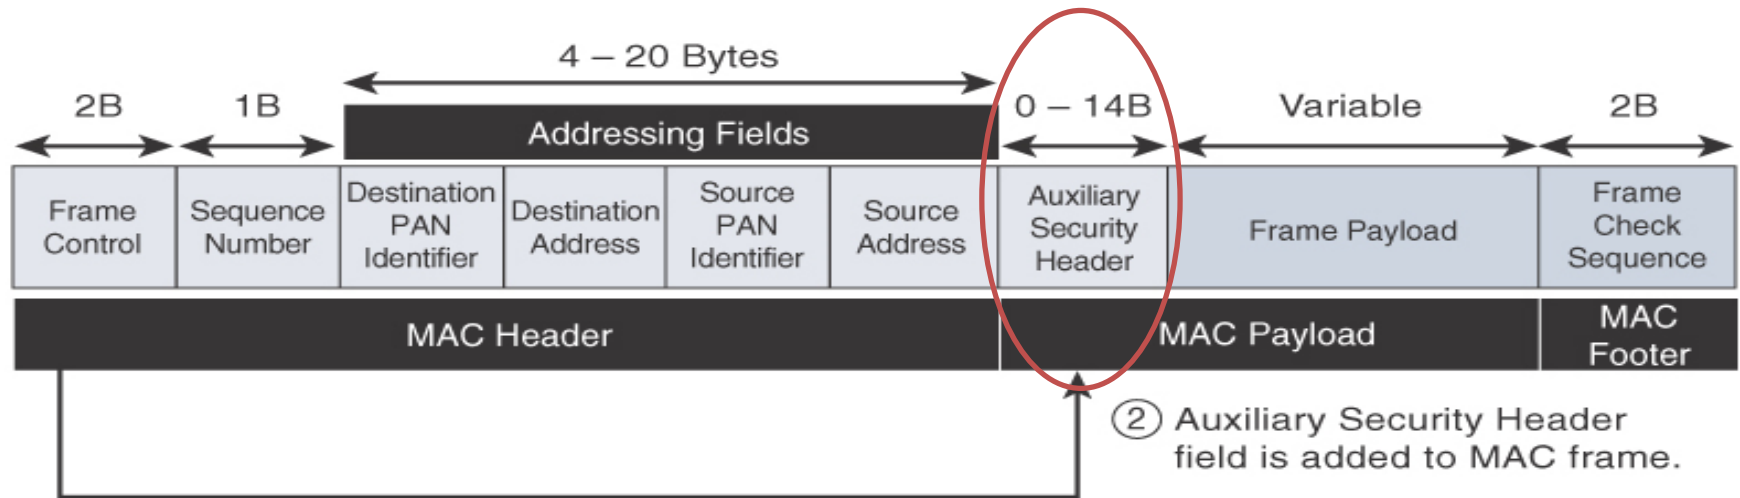 4 – 20 Bytes
2B
1B
0 – 14B
Variable
2B
Addressing Fields
Frame
Control
Sequence
Number
Destination
PAN
Identifier
Destination
Address
Source
PAN
Identifier
Source
Address
Auxiliary
Security
Header
Frame Payload
Frame
Check
Sequence
MAC Header
MAC Payload
MAC
Footer
2 Auxiliary Security Header
field is added to MAC frame.